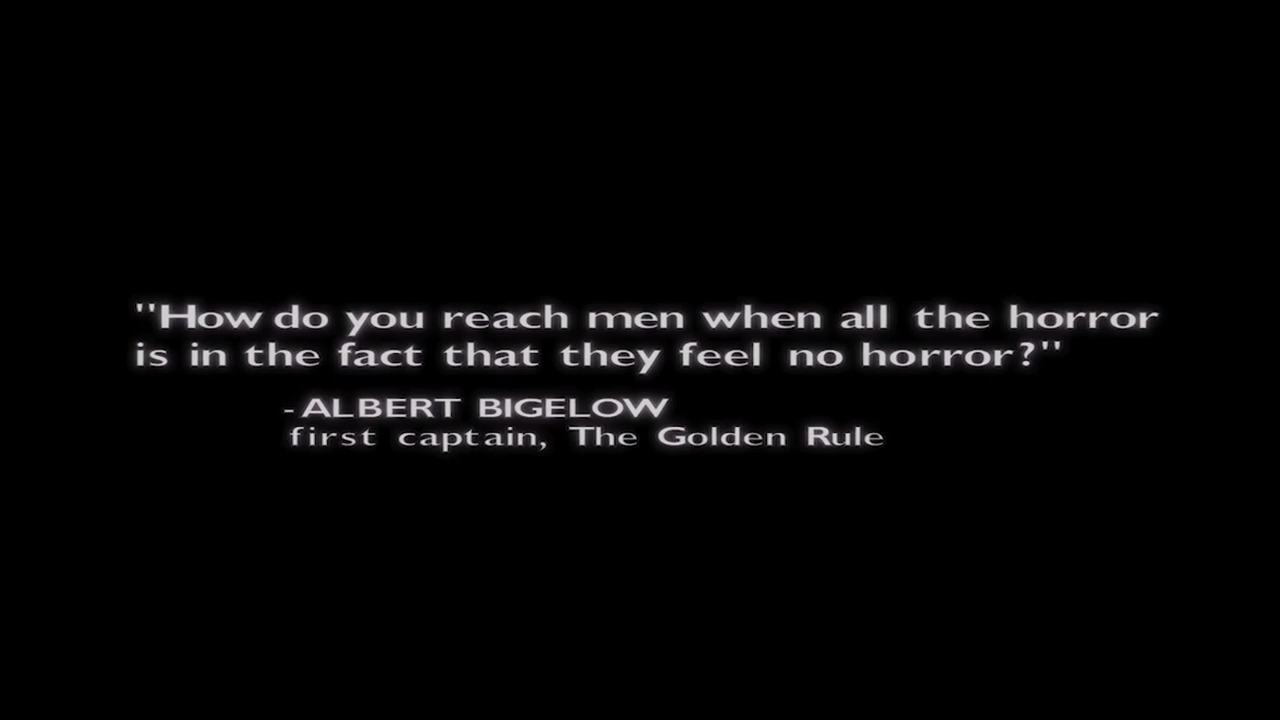 "How do you reach men when all the horror
is in the fact that they feel no horror?"
-ALBERT BIGELOW
first captain, The Golden Rule